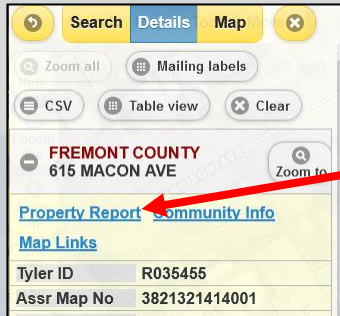 Search Details Map
Zoom all Mailing labels
CSV Table view Clear
FREMONT COUNTY
615 MACON AVE
Zoom to
Property Report Community Info
Map Links
Tyler ID R035455
Assr Map No 3821321414001